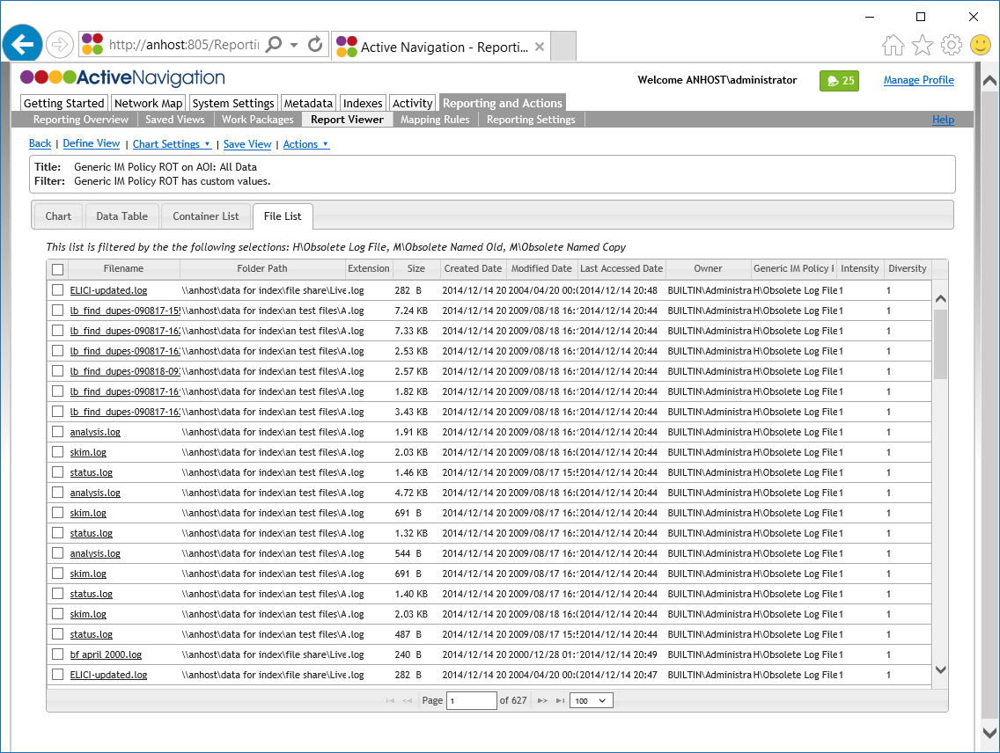 http://anhost:805/Reportin
Active Navigation - Reporti...
ActiveNavigation
Welcome ANHOST\administrator
25
Manage Profile
Getting Started Network Map System Settings Metadata Indexes Activity Reporting and Actions
Reporting Overview Saved Views Work Packages Report Viewer Mapping Rules Reporting Settings Help
Back | Define View | Chart Settings | Save View | Actions
Title: Generic IM Policy ROT on AOI: All Data
Filter: Generic IM Policy ROT has custom values.
Chart Data Table Container List File List
This list is filtered by the the following selections: H\Obsolete Log File, M\Obsolete Named Old, M\Obsolete Named Copy
Filename Folder Path Extension Size Created Date Modified Date Last Accessed Date Owner Generic IM Policy Intensity Diversity
ELICI-updated.log \\anhost\data for index\file share\Live .log 282 B 2014/12/14 20 2004/04/20 00:0 2014/12/14 20:48 BUILTIN\Administra H\Obsolete Log File 1 1
lb_find_dupes-090817-15 \\anhost\data for index\an test files\A .log 7.24 KB 2014/12/14 20 2009/08/18 16: 2014/12/14 20:44 BUILTIN\Administra H\Obsolete Log File 1 1
lb_find_dupes-090817-16 \\anhost\data for index\an test files\A .log 7.33 KB 2014/12/14 20 2009/08/18 16: 2014/12/14 20:44 BUILTIN\Administra H\Obsolete Log File 1 1
lb_find_dupes-090817-16 \\anhost\data for index\an test files\A .log 2.53 KB 2014/12/14 20 2009/08/18 16: 2014/12/14 20:44 BUILTIN\Administra H\Obsolete Log File 1 1
lb_find_dupes-090818-09 \\anhost\data for index\an test files\A .log 2.57 KB 2014/12/14 20 2009/08/18 16: 2014/12/14 20:44 BUILTIN\Administra H\Obsolete Log File 1 1
lb_find_dupes-090817-16 \\anhost\data for index\an test files\A .log 1.82 KB 2014/12/14 20 2009/08/18 16: 2014/12/14 20:44 BUILTIN\Administra H\Obsolete Log File 1 1
lb_find_dupes-090817-16 \\anhost\data for index\an test files\A .log 3.43 KB 2014/12/14 20 2009/08/18 16: 2014/12/14 20:44 BUILTIN\Administra H\Obsolete Log File 1 1
analysis.log \\anhost\data for index\an test files\A .log 1.91 KB 2014/12/14 20 2009/08/18 16:0 2014/12/14 20:44 BUILTIN\Administra H\Obsolete Log File 1 1
skim.log \\anhost\data for index\an test files\A .log 2.03 KB 2014/12/14 20 2009/08/18 16:0 2014/12/14 20:44 BUILTIN\Administra H\Obsolete Log File 1 1
status.log \\anhost\data for index\an test files\A .log 1.46 KB 2014/12/14 20 2009/08/17 15: 2014/12/14 20:44 BUILTIN\Administra H\Obsolete Log File 1 1
analysis.log \\anhost\data for index\an test files\A .log 4.72 KB 2014/12/14 20 2009/08/18 16:0 2014/12/14 20:44 BUILTIN\Administra H\Obsolete Log File 1 1
skim.log \\anhost\data for index\an test files\A .log 691 B 2014/12/14 20 2009/08/17 16: 2014/12/14 20:44 BUILTIN\Administra H\Obsolete Log File 1 1
status.log \\anhost\data for index\an test files\A .log 1.32 KB 2014/12/14 20 2009/08/17 16: 2014/12/14 20:44 BUILTIN\Administra H\Obsolete Log File 1 1
analysis.log \\anhost\data for index\an test files\A .log 544 B 2014/12/14 20 2009/08/17 16: 2014/12/14 20:44 BUILTIN\Administra H\Obsolete Log File 1 1
skim.log \\anhost\data for index\an test files\A .log 691 B 2014/12/14 20 2009/08/17 16: 2014/12/14 20:44 BUILTIN\Administra H\Obsolete Log File 1 1
status.log \\anhost\data for index\an test files\A .log 1.40 KB 2014/12/14 20 2009/08/17 16: 2014/12/14 20:44 BUILTIN\Administra H\Obsolete Log File 1 1
skim.log \\anhost\data for index\an test files\A .log 2.03 KB 2014/12/14 20 2009/08/18 16:0 2014/12/14 20:44 BUILTIN\Administra H\Obsolete Log File 1 1
status.log \\anhost\data for index\an test files\A .log 487 B 2014/12/14 20 2009/08/17 15: 2014/12/14 20:44 BUILTIN\Administra H\Obsolete Log File 1 1
bf april 2000.log \\anhost\data for index\file share\Live .log 240 B 2014/12/14 20 2000/12/28 01: 2014/12/14 20:49 BUILTIN\Administra H\Obsolete Log File 1 1
ELICI-updated.log \\anhost\data for index\file share\Live .log 282 B 2014/12/14 20 2004/04/20 00:0 2014/12/14 20:47 BUILTIN\Administra H\Obsolete Log File 1 1
Page 1 of 627 100